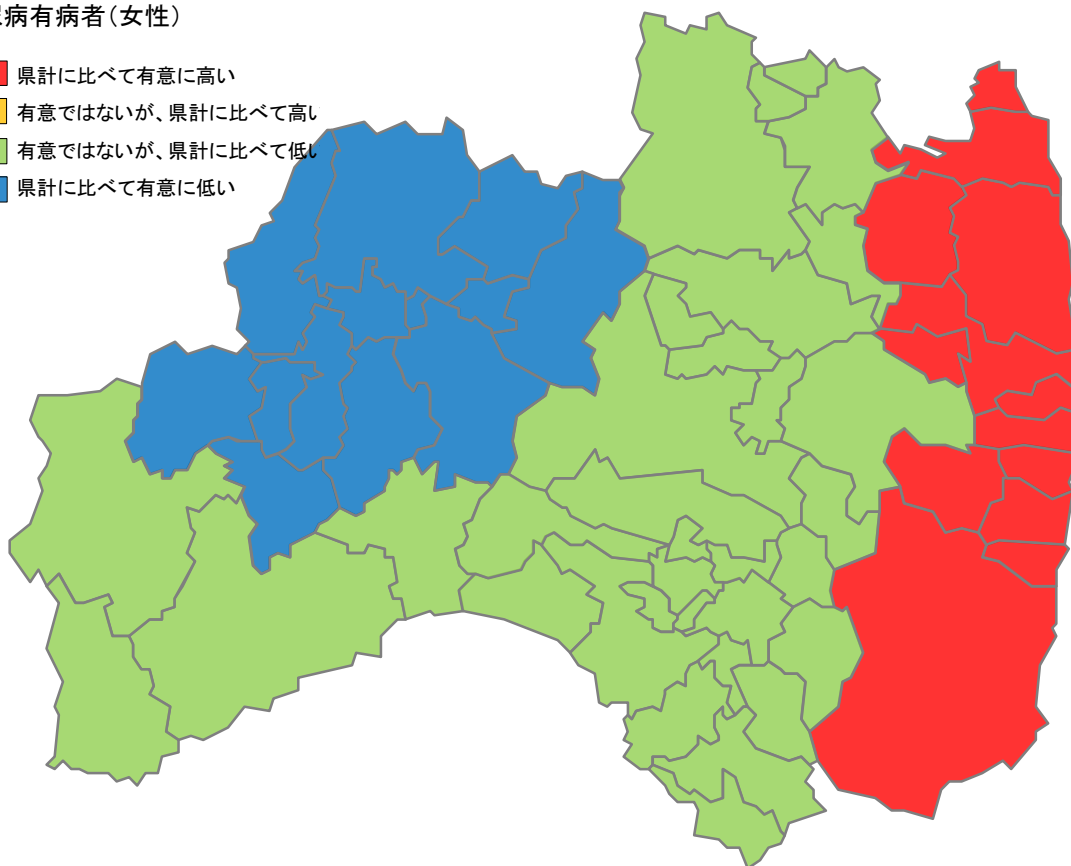 病有病者（女性）
県計に比べて有意に高い
有意ではないが、県計に比べて高い
有意ではないが、県計に比べて低い
県計に比べて有意に低い